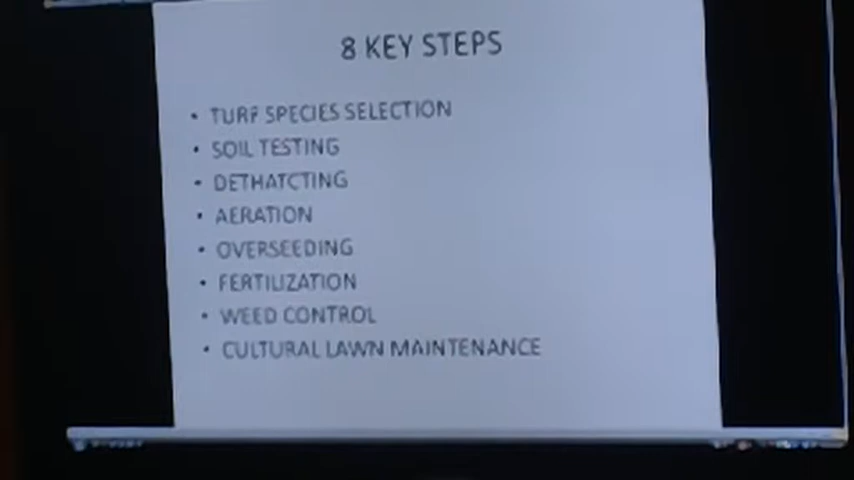 8 KEY STEPS
• TURF SPECIES SELECTION
• SOIL TESTING
• DETHATCTING
• AERATION
• OVERSEEDING
• FERTILIZATION
• WEED CONTROL
• CULTURAL LAWN MAINTENANCE